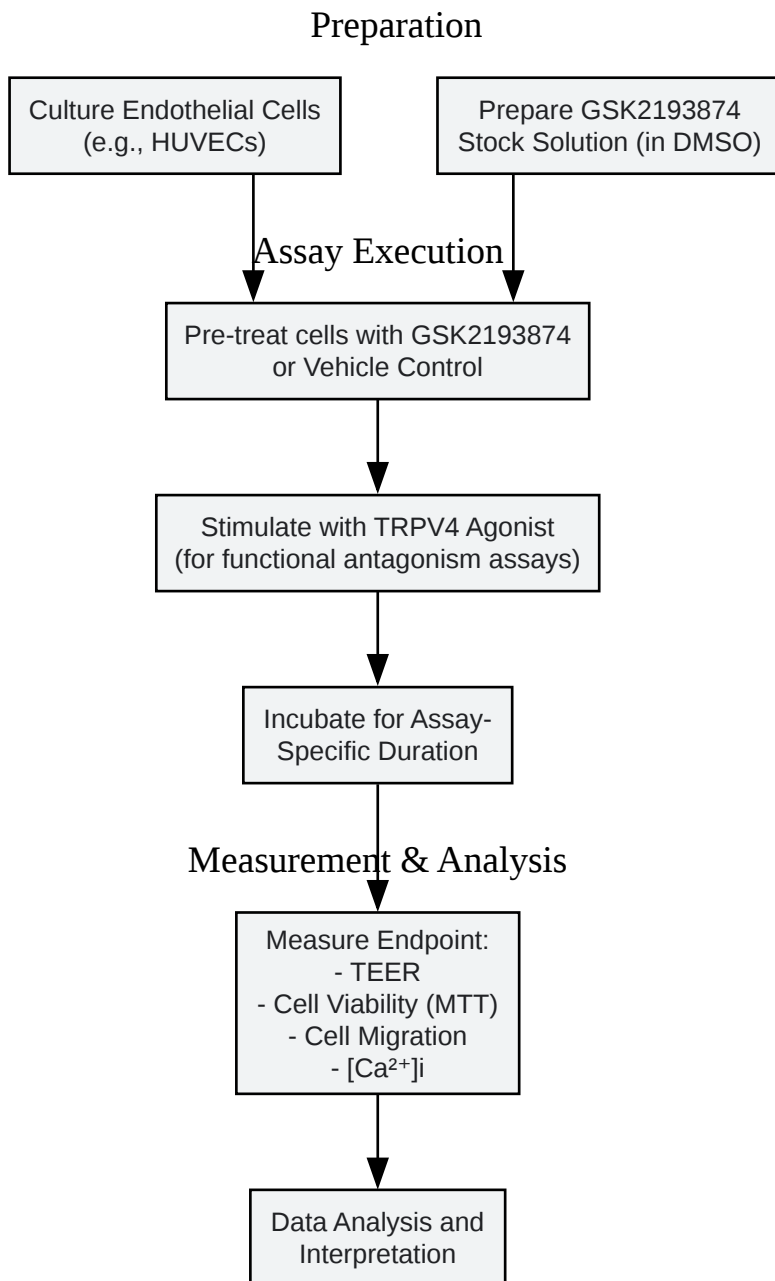 Preparation
Culture Endothelial Cells
(e.g., HUVECs)
Prepare GSK2193874
Stock Solution (in DMSO)
Assay Execution
Pre-treat cells with GSK2193874
or Vehicle Control
Stimulate with TRPV4 Agonist
(for functional antagonism assays)
Incubate for Assay-
Specific Duration
Measurement & Analysis
Measure Endpoint:
- TEER
- Cell Viability (MTT)
- Cell Migration
- [Ca²⁺]i
Data Analysis and
Interpretation